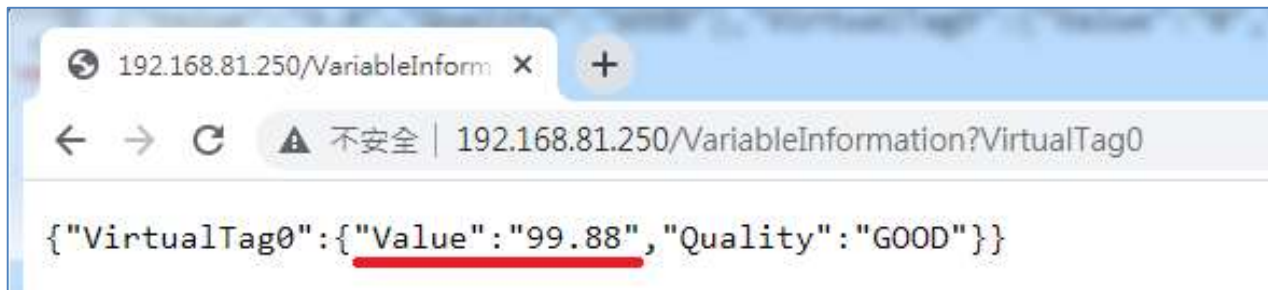 192.168.81.250/VariableInform
不安全 | 192.168.81.250/VariableInformation?VirtualTag0
{"VirtualTag0":{"Value":"99.88","Quality":"GOOD"}}